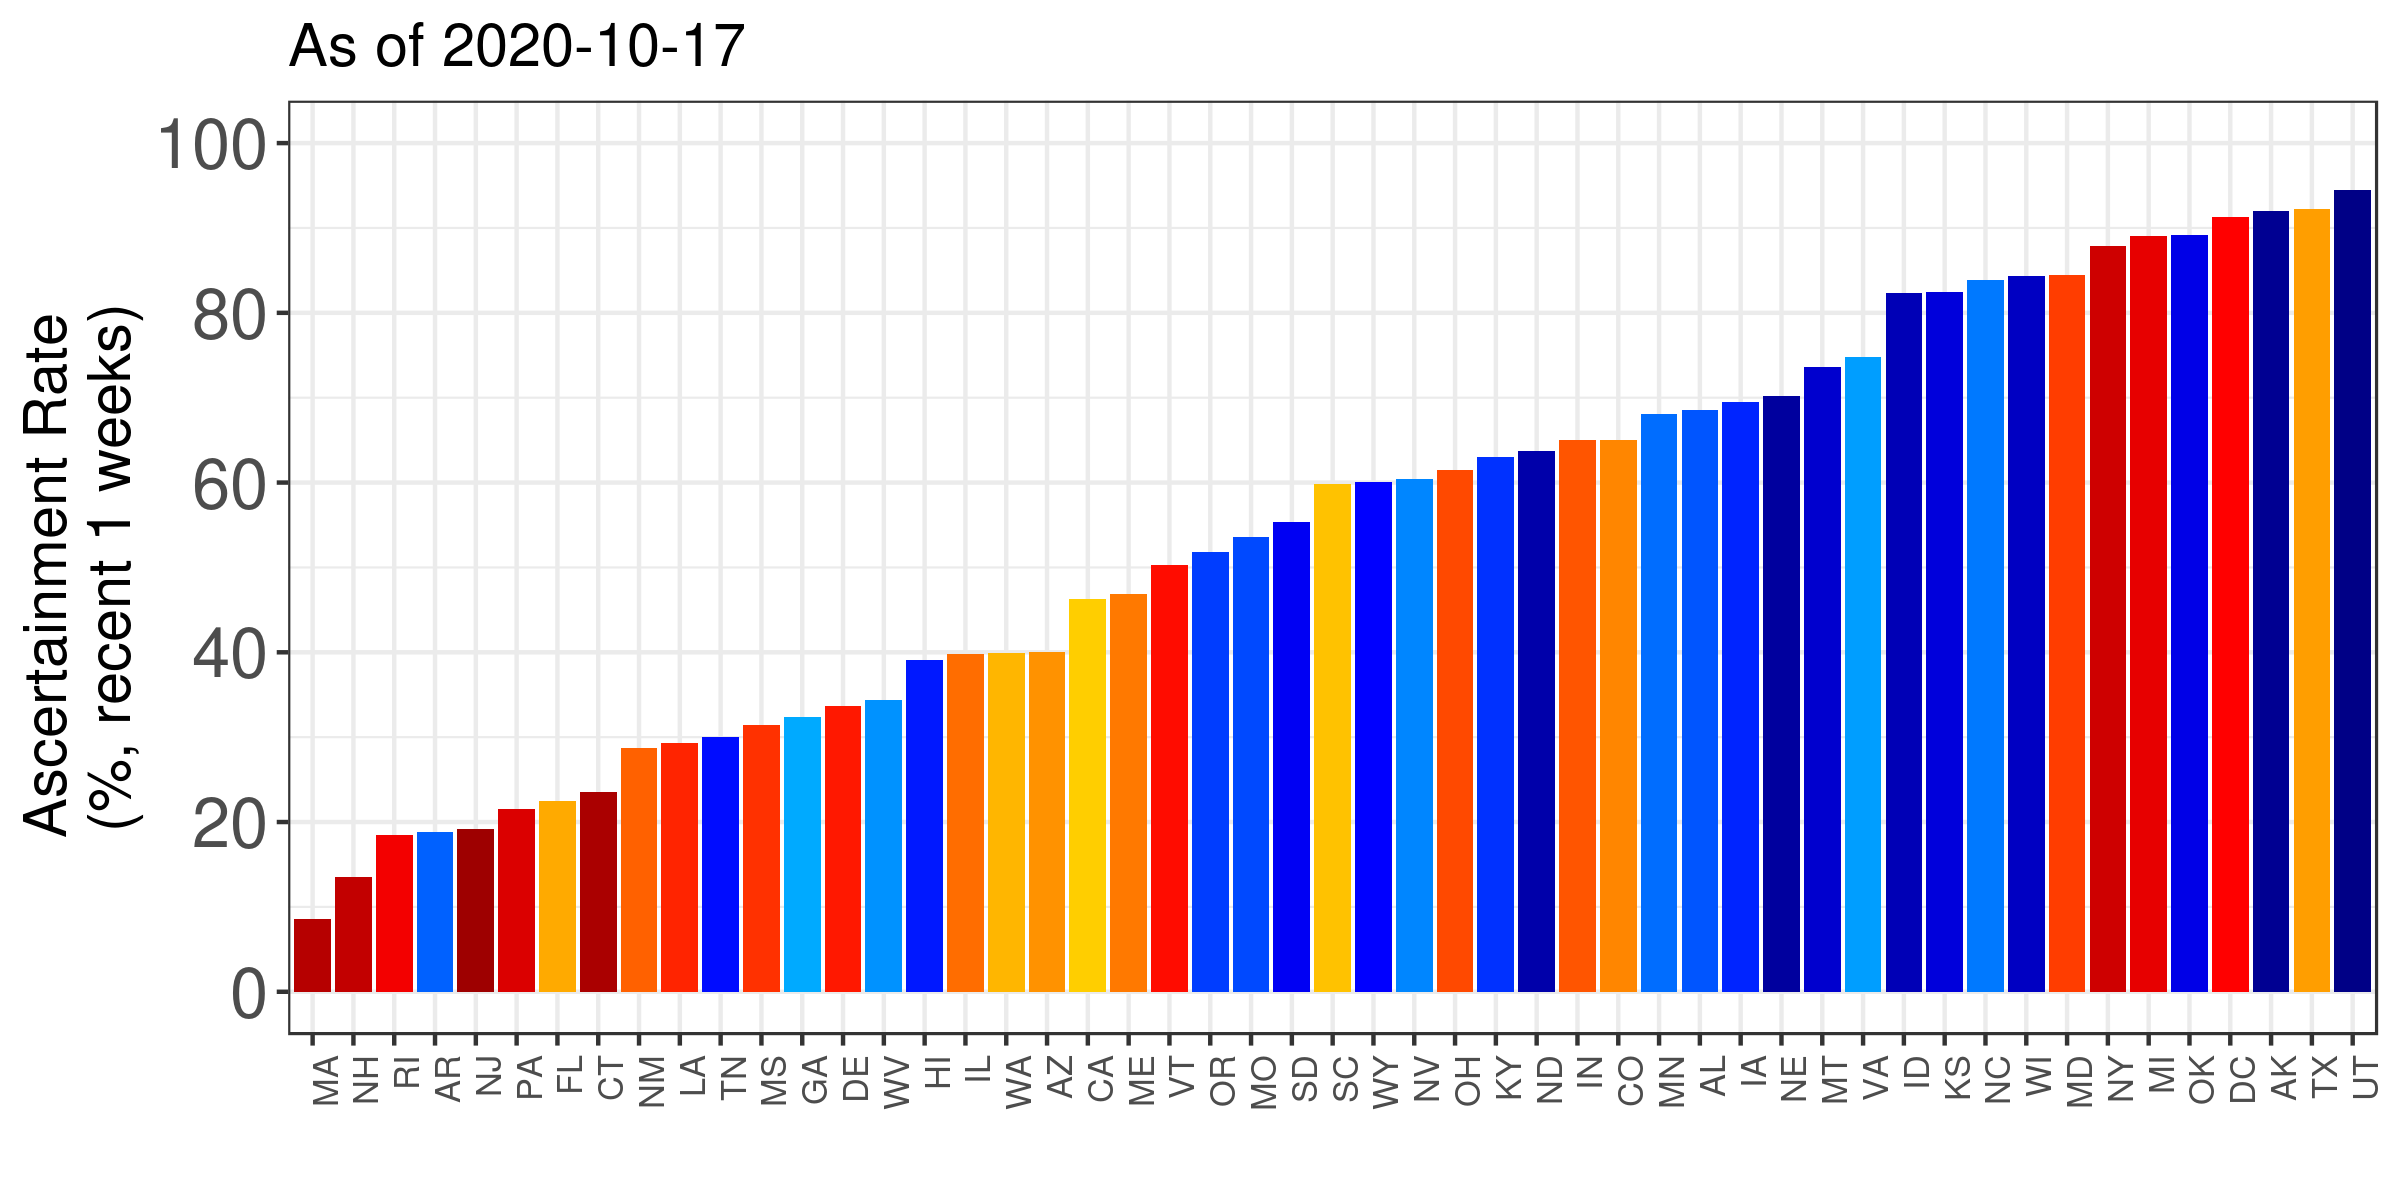 As of 2020-10-17
Ascertainment Rate
(%, recent 1 weeks)
100
80
60
40
20
0
MA NH RI AR NJ PA FL CT NM LA TN MS GA DE WV HI IL WA AZ CA ME VT OR MO SD SC WY NV OH KY ND IN CO MN AL IA NE MT VA ID KS NC WI MD NY MI OK DC AK TX UT